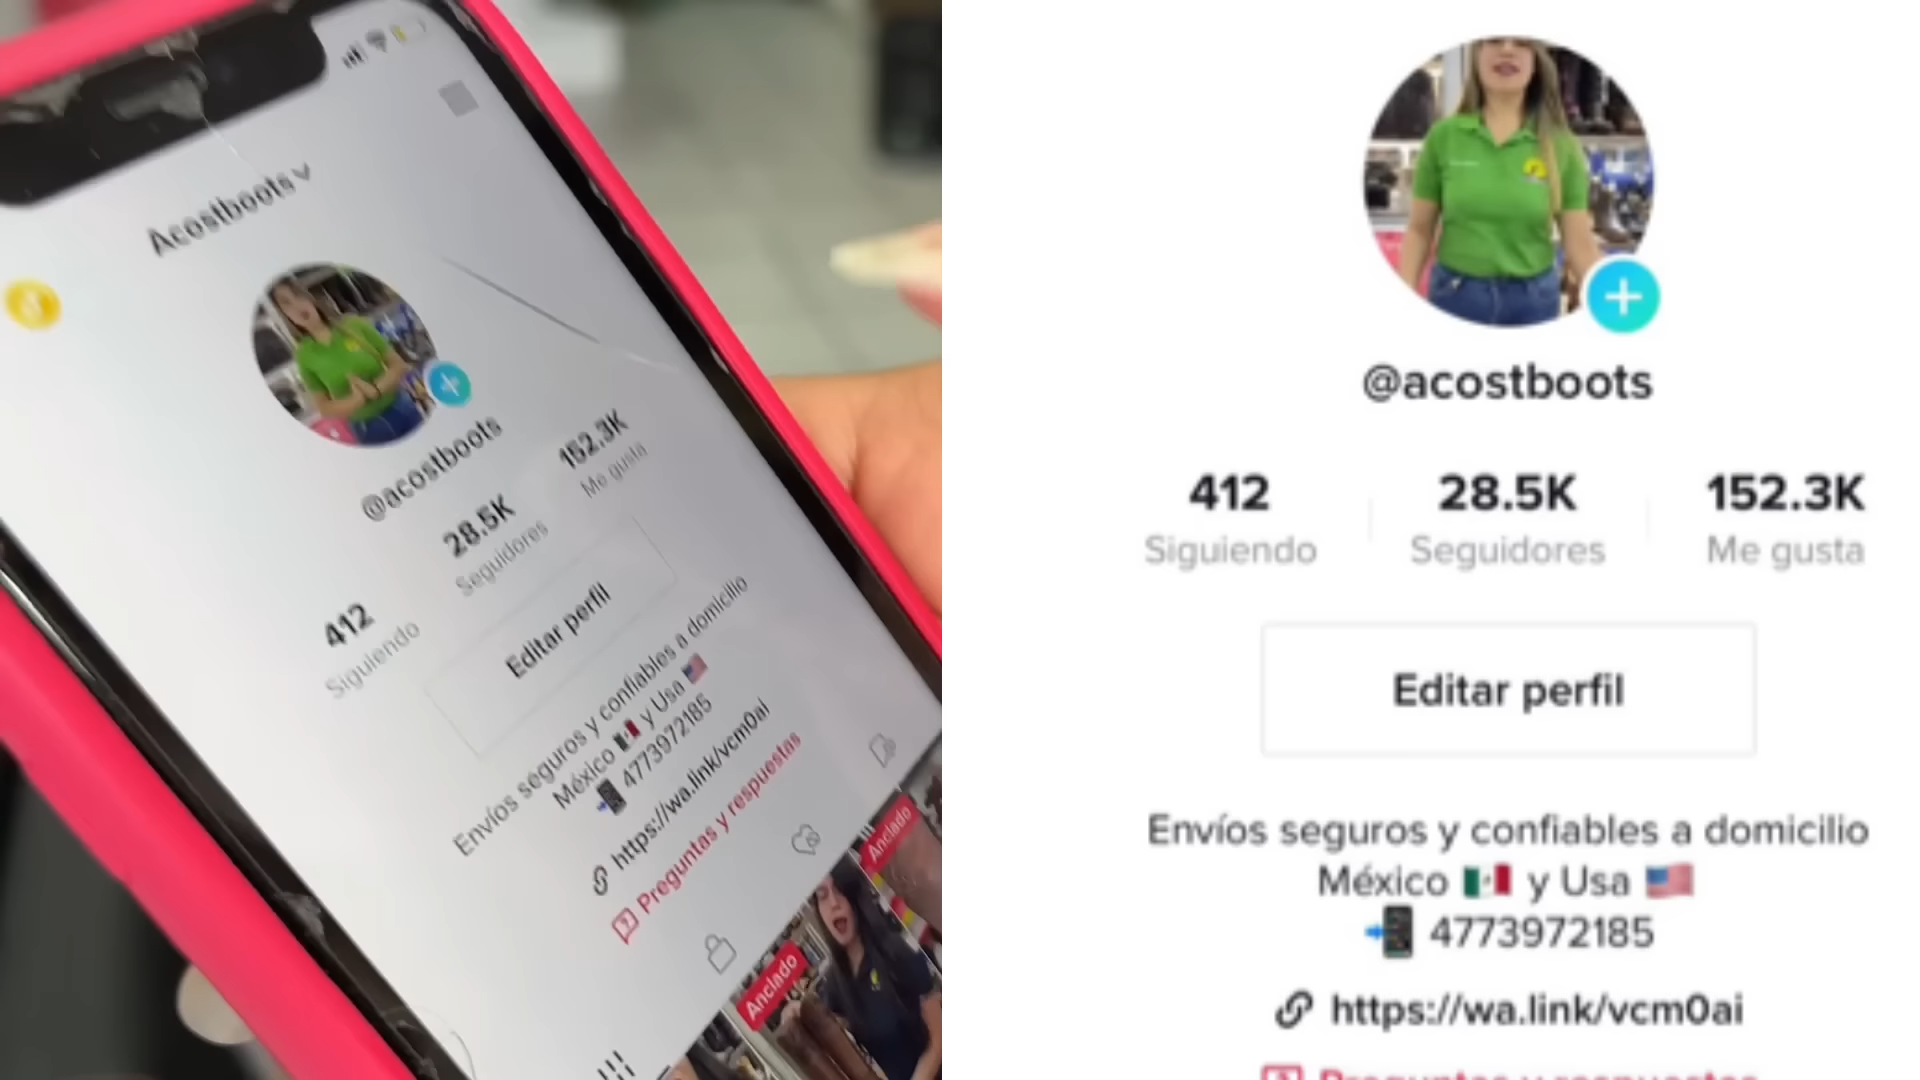 Acostboots
@acostboots
412
Siguiendo
28.5K
Seguidores
152.3K
Me gusta
Editar perfil
Envíos seguros y confiables a domicilio
México 🇲🇽 y Usa 🇺🇸
📲 4773972185
https://wa.link/vcm0ai
Preguntas y respuestas
Anclado
Anclado
@acostboots
412 28.5K 152.3K
Siguiendo Seguidores Me gusta
Editar perfil
Envíos seguros y confiables a domicilio
México 🇲🇽 y Usa 🇺🇸
📲 4773972185
https://wa.link/vcm0ai
Preguntas y respuestas